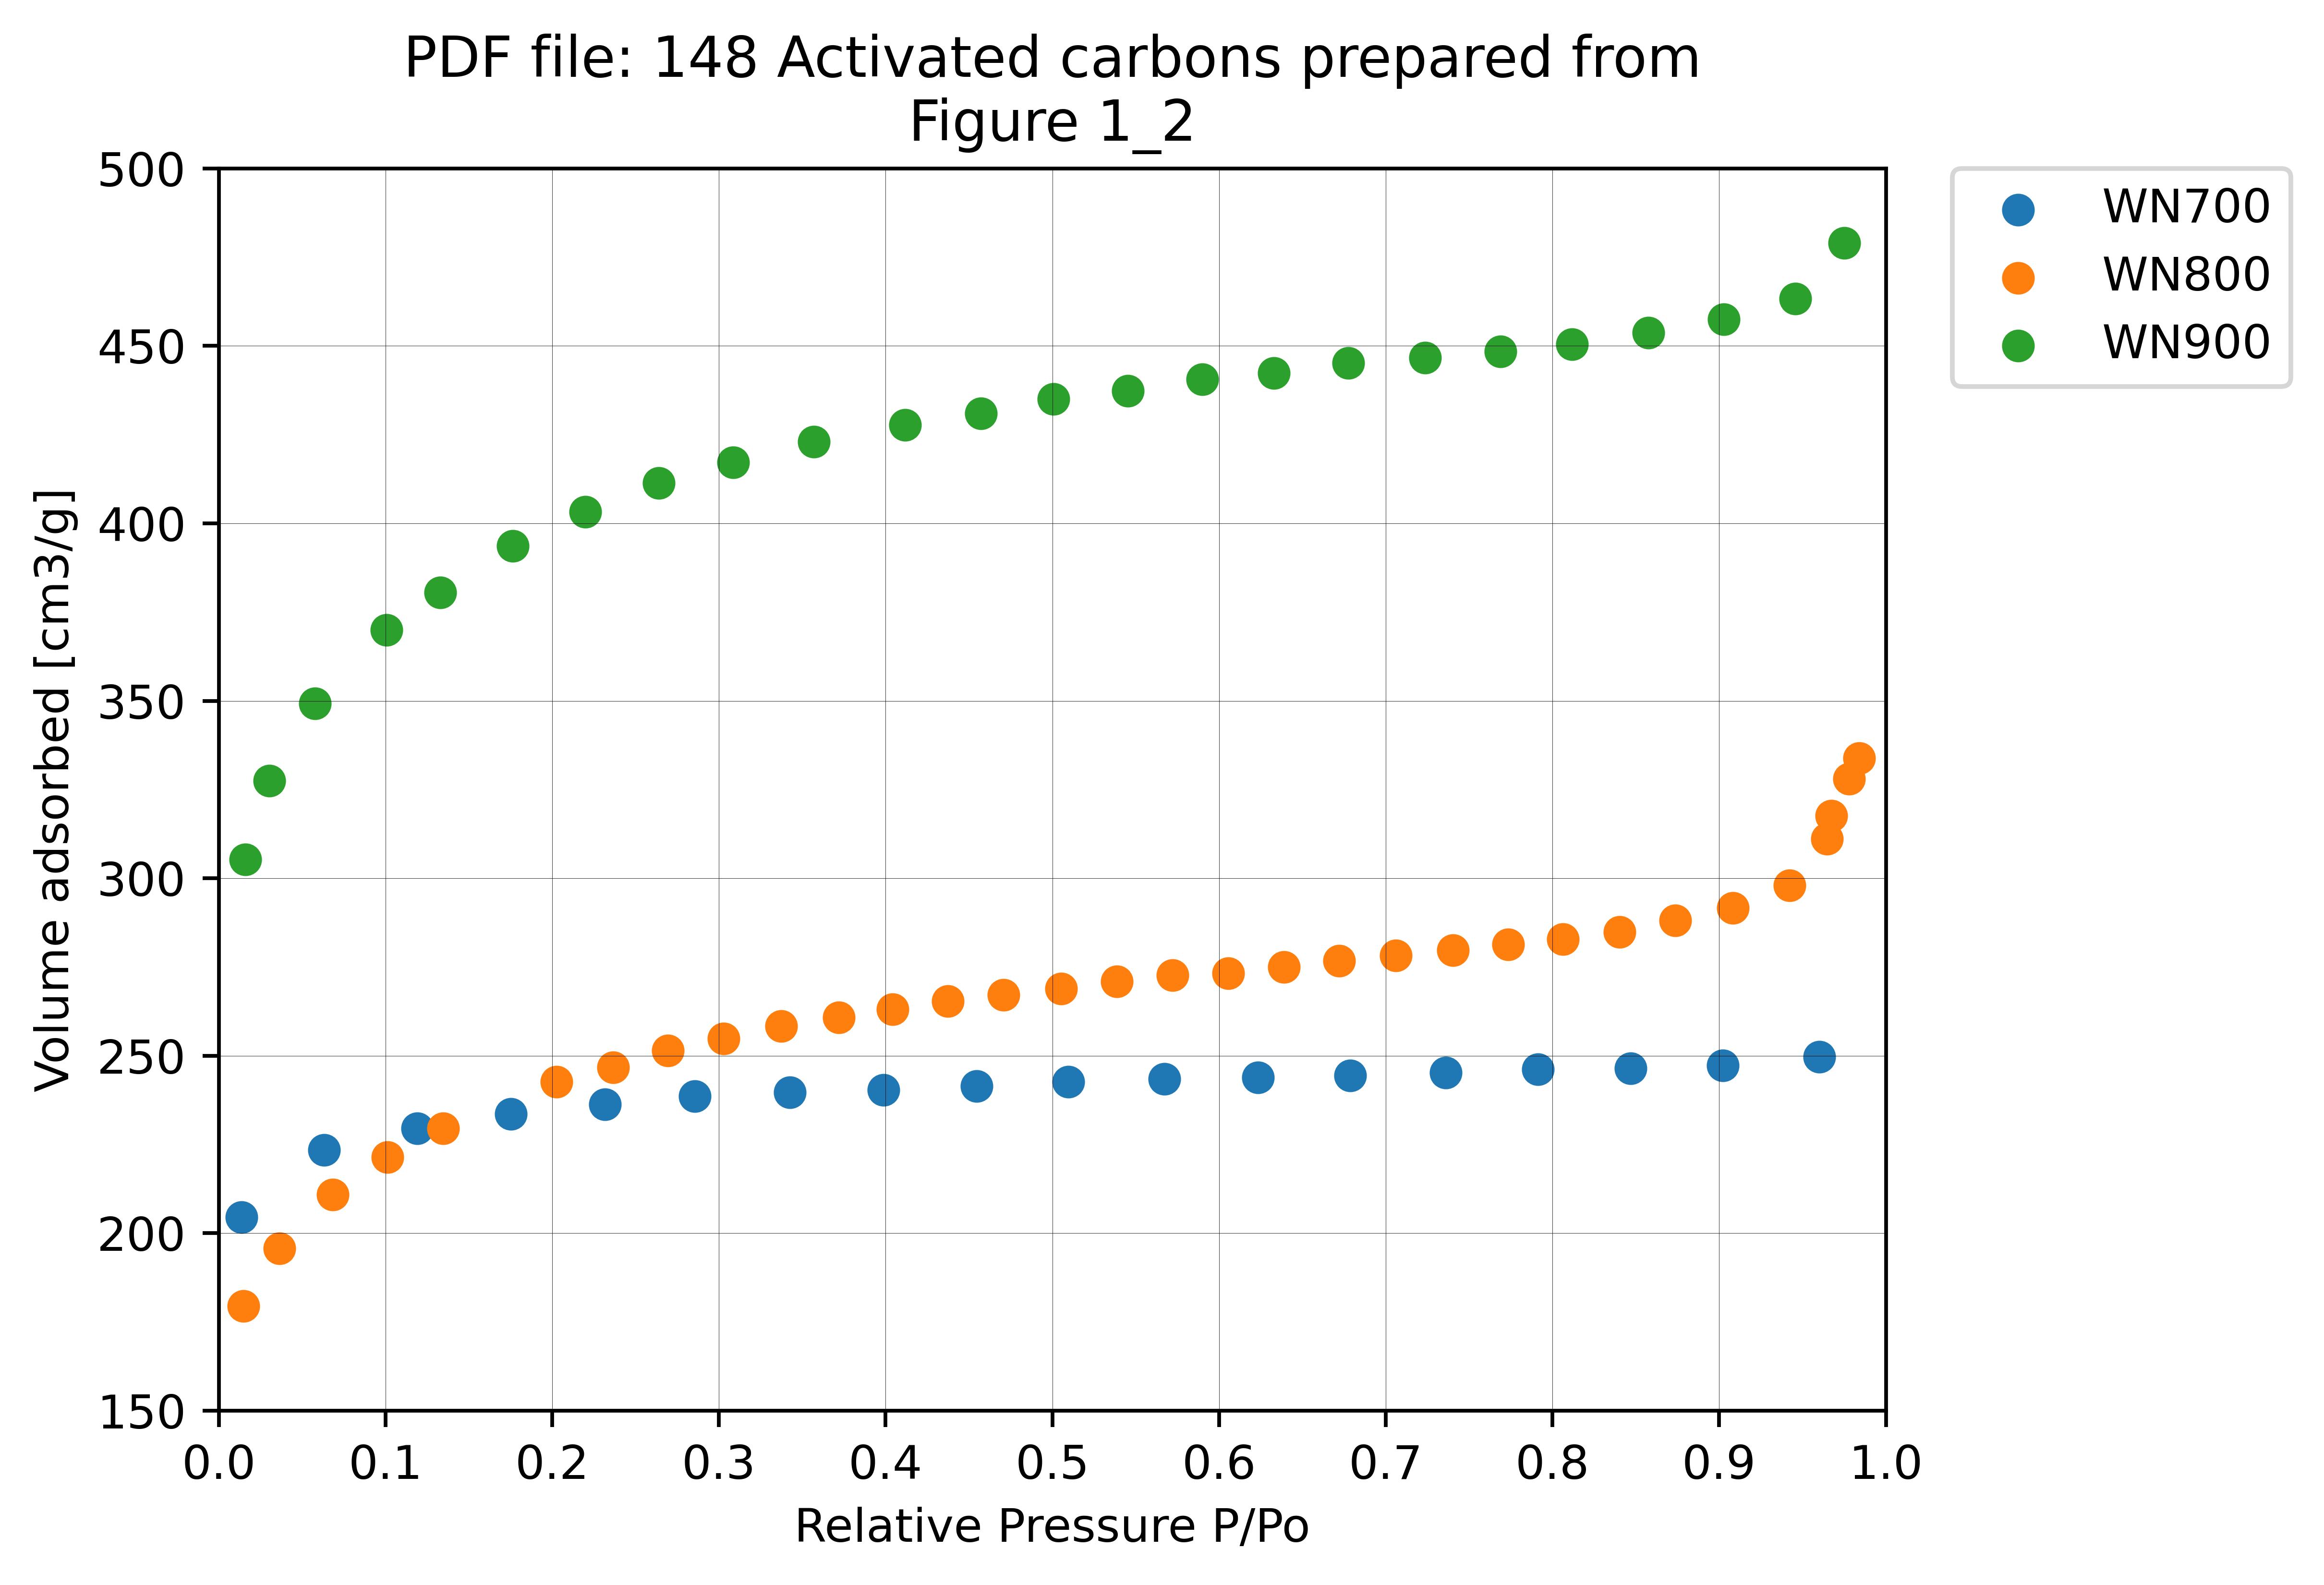 PDF file: 148 Activated carbons prepared from
Figure 1_2
500
450
400
350
300
250
200
150
Volume adsorbed [cm3/g]
0.0 0.1 0.2 0.3 0.4 0.5 0.6 0.7 0.8 0.9 1.0
Relative Pressure P/Po
WN700
WN800
WN900